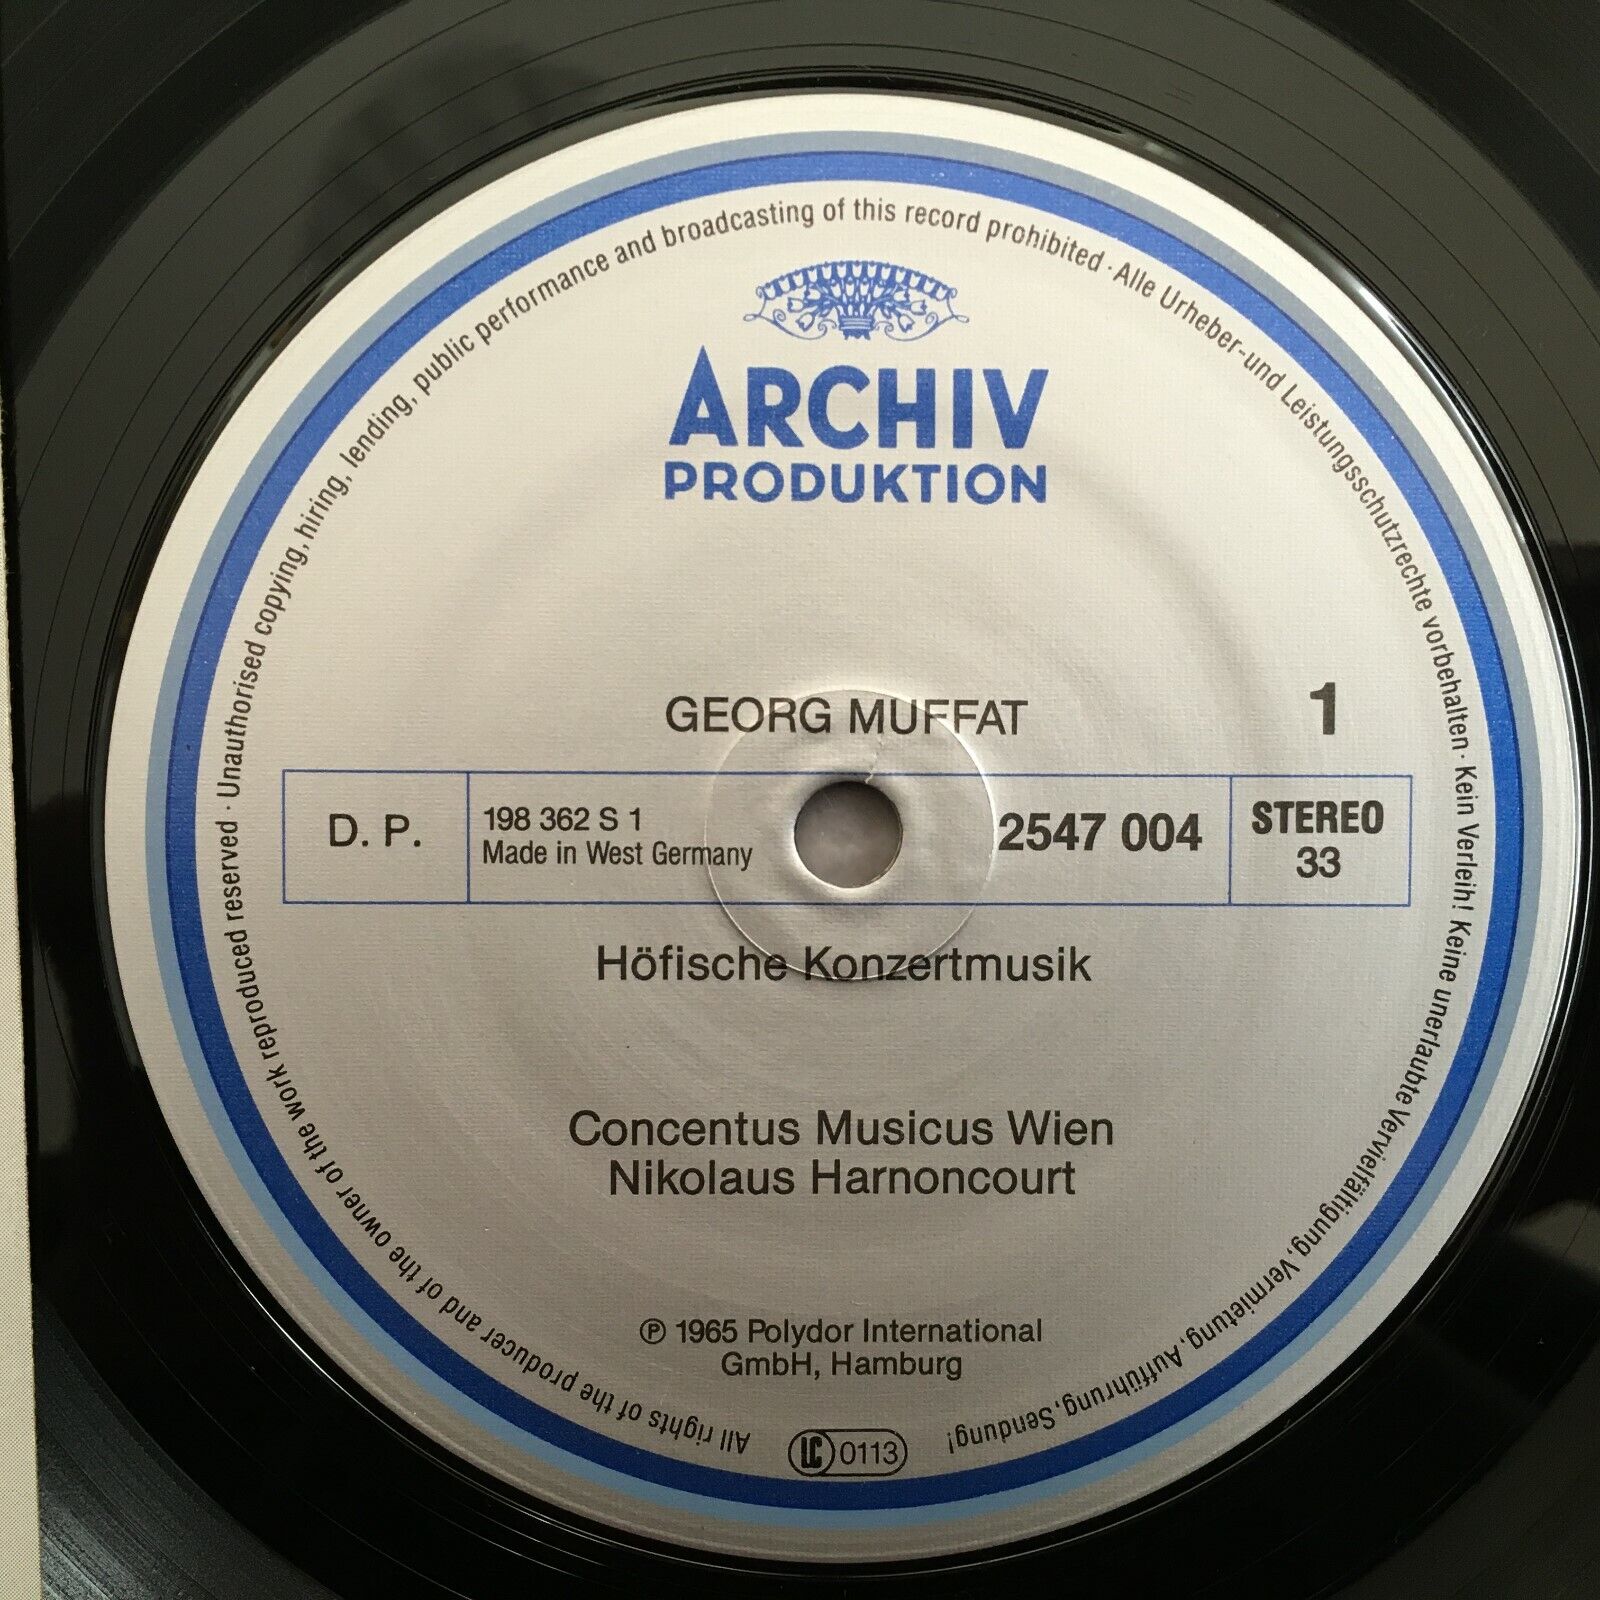 All rights of the producer and of the owner of the work reproduced reserved · Unauthorised copying, hiring, lending, public performance and broadcasting of this record prohibited · Alle Urheber-und Leistungsschutzrechte vorbehalten · Kein Verleih! Keine unerlaubte Vervielfältigung, Vermietung, Aufführung, Sendung!
ARCHIV
PRODUKTION
GEORG MUFFAT
1
D. P.
198 362 S 1
Made in West Germany
2547 004
STEREO
33
Höfische Konzertmusik
Concentus Musicus Wien
Nikolaus Harnoncourt
℗ 1965 Polydor International
GmbH, Hamburg
LC 0113